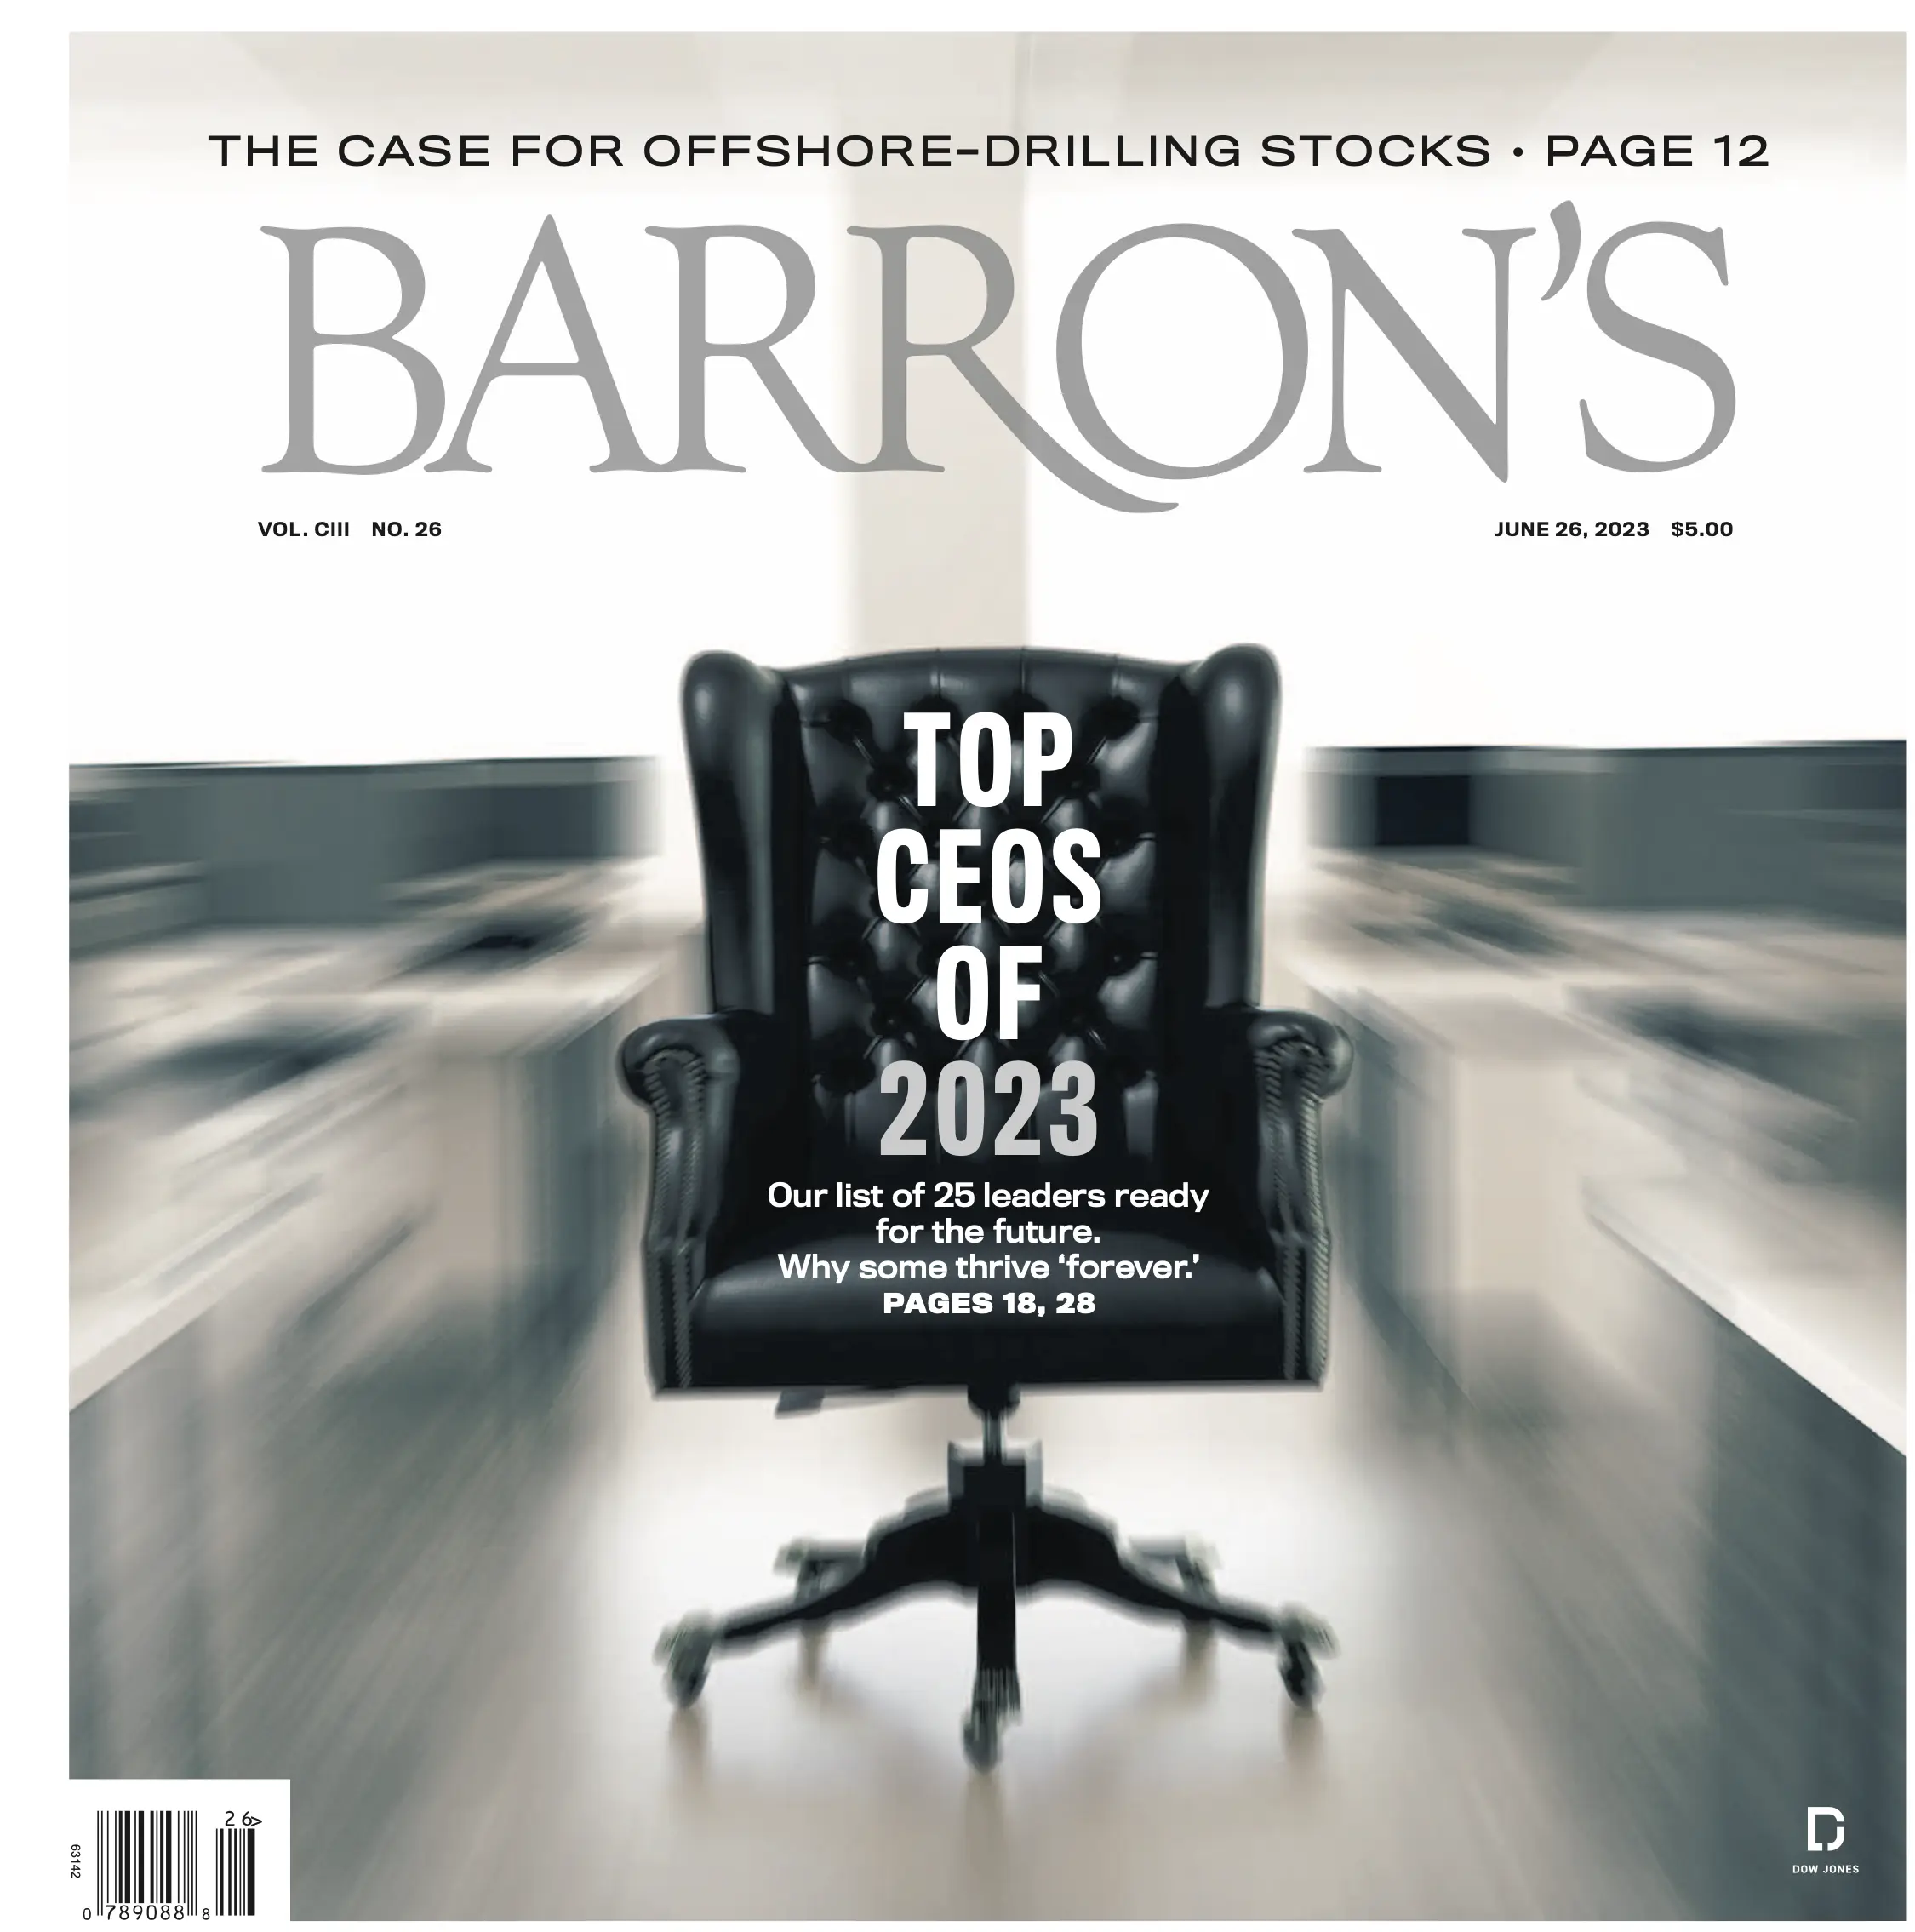 THE CASE FOR OFFSHORE-DRILLING STOCKS • PAGE 12
BARRON'S
VOL. CIII NO. 26
JUNE 26, 2023 $5.00
TOP
CEOS
OF
2023
Our list of 25 leaders ready
for the future.
Why some thrive ‘forever.’
PAGES 18, 28
26>
63142
0 789088 8
DOW JONES